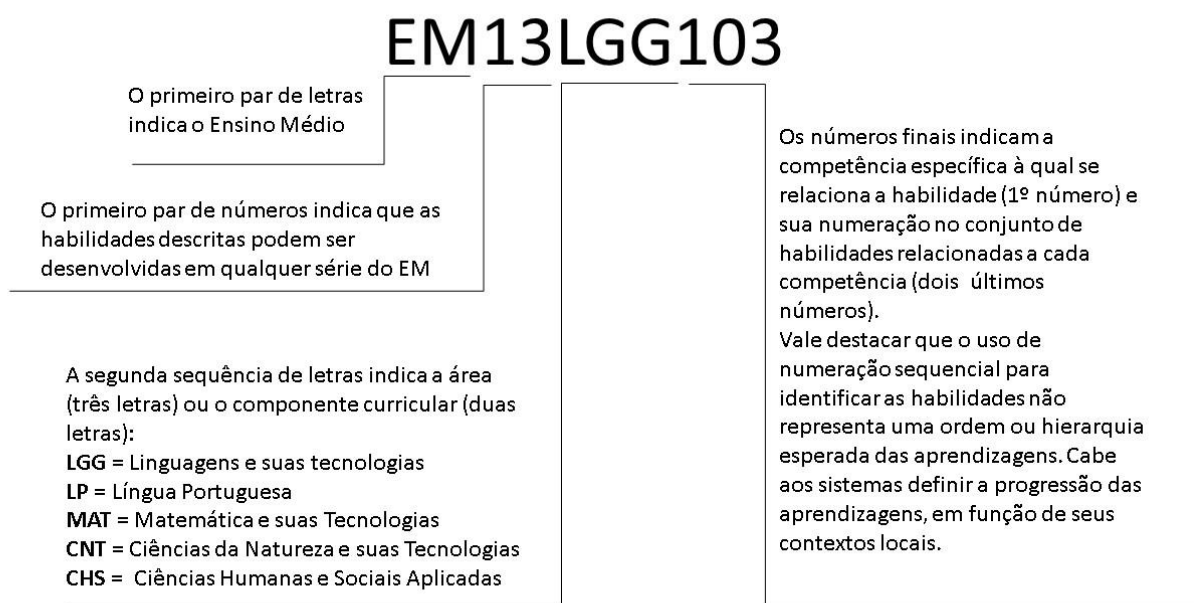 EM13LGG103
O primeiro par de letras
indica o Ensino Médio
O primeiro par de números indica que as
habilidades descritas podem ser
desenvolvidas em qualquer série do EM
A segunda sequência de letras indica a área
(três letras) ou o componente curricular (duas
letras):
LGG = Linguagens e suas tecnologias
LP = Língua Portuguesa
MAT = Matemática e suas Tecnologias
CNT = Ciências da Natureza e suas Tecnologias
CHS = Ciências Humanas e Sociais Aplicadas
Os números finais indicam a
competência específica à qual se
relaciona a habilidade (1º número) e
sua numeração no conjunto de
habilidades relacionadas a cada
competência (dois últimos
números).
Vale destacar que o uso de
numeração sequencial para
identificar as habilidades não
representa uma ordem ou hierarquia
esperada das aprendizagens. Cabe
aos sistemas definir a progressão das
aprendizagens, em função de seus
contextos locais.